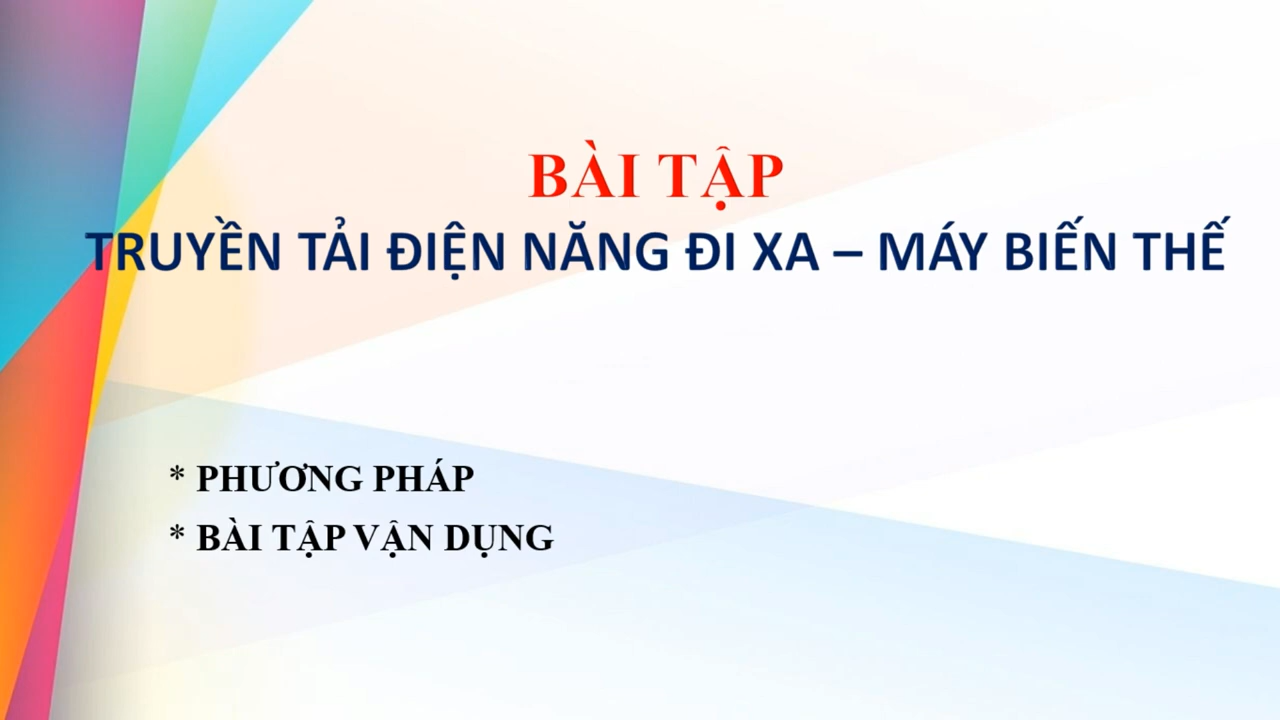 BÀI TẬP
TRUYỀN TẢI ĐIỆN NĂNG ĐI XA – MÁY BIẾN THẾ
* PHƯƠNG PHÁP
* BÀI TẬP VẬN DỤNG